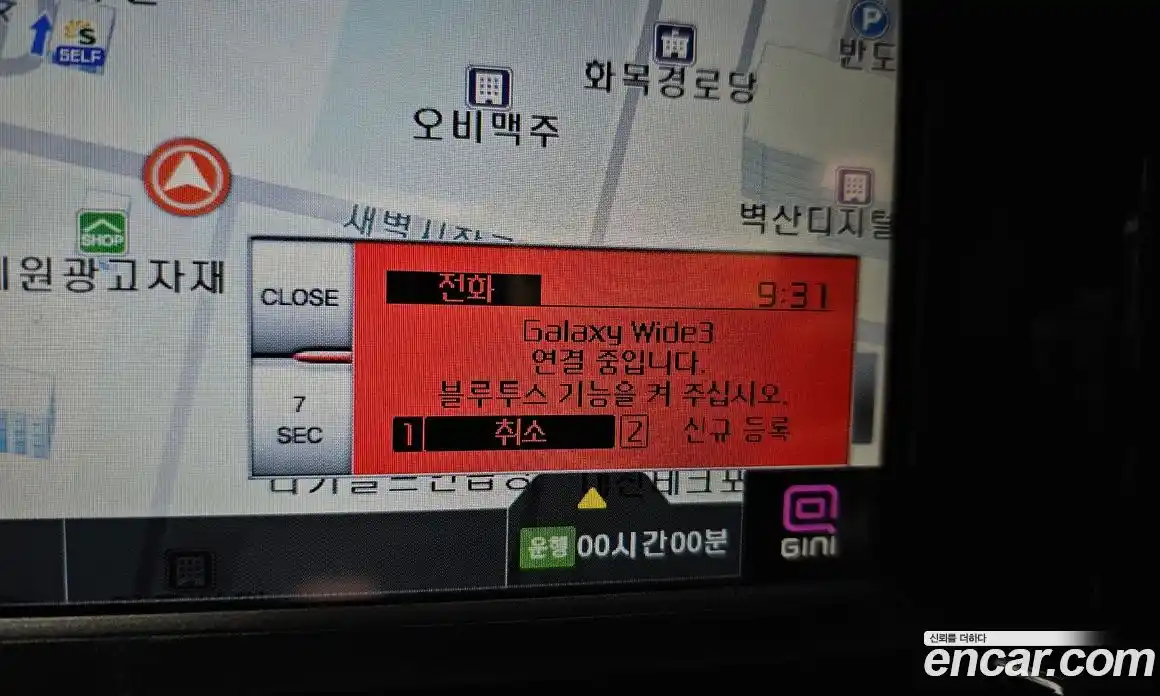 S
SELF
P
반도
화목경로당
오비맥주
벽산디지털
SHOP
원광고자재
CLOSE
7
SEC
전화
9:31
Galaxy Wide3
연결 중입니다.
블루투스 기능을 켜 주십시오.
1 취소 2 신규 등록
운행 00시간00분
GINI
신뢰를 더하다
encar.com